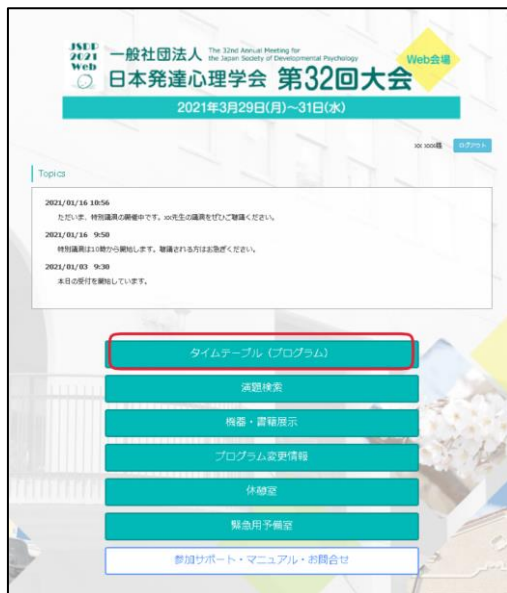 JSDP
2021
Web
一般社団法人 The 32nd Annual Meeting for
the Japan Society of Developmental Psychology
日本発達心理学会 第32回大会
Web会場
2021年3月29日(月)～31日(水)
xx xxxx様 ログアウト
Topics
2021/01/16 10:56
ただいま、特別講演の開催中です。xx先生の講演をぜひご聴講ください。
2021/01/16 9:50
特別講演は10時から開始します。聴講される方はお急ぎください。
2021/01/03 9:30
本日の受付を開始しています。
タイムテーブル（プログラム）
演題検索
機器・書籍展示
プログラム変更情報
休憩室
緊急用予備室
参加サポート・マニュアル・お問合せ